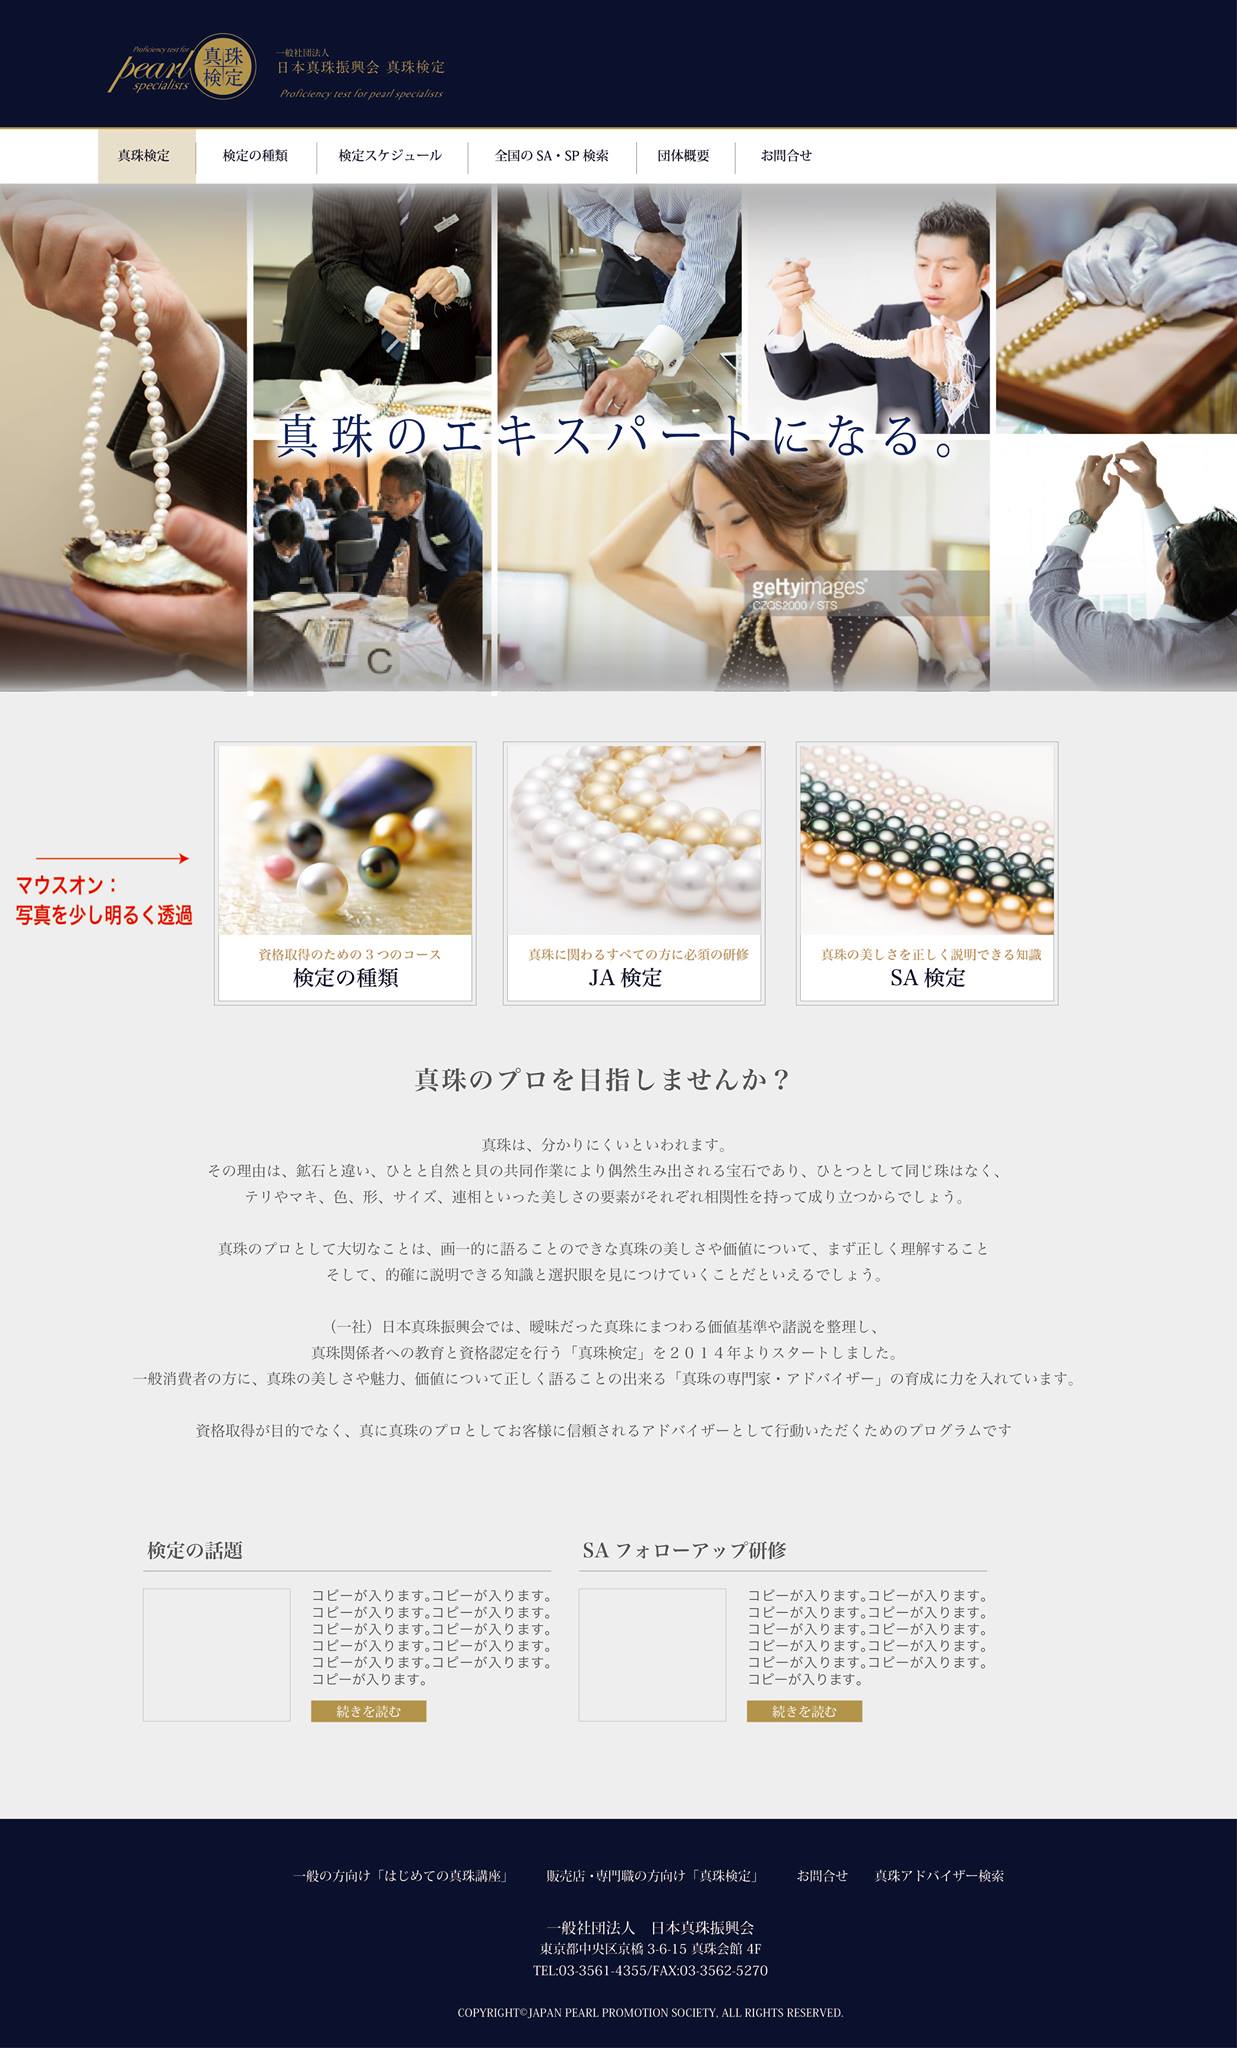 Proficiency test for
pearl
specialists
真珠
検定
一般社団法人
日本真珠振興会 真珠検定
Proficiency test for pearl specialists
真珠検定
検定の種類
検定スケジュール
全国の SA・SP 検索
団体概要
お問合せ
真珠のエキスパートになる。
gettyimages®
CZQS2000 / STS
C
マウスオン：
写真を少し明るく透過
資格取得のための３つのコース
検定の種類
真珠に関わるすべての方に必須の研修
JA 検定
真珠の美しさを正しく説明できる知識
SA 検定
真珠のプロを目指しませんか？
真珠は、分かりにくいといわれます。
その理由は、鉱石と違い、ひとと自然と貝の共同作業により偶然生み出される宝石であり、ひとつとして同じ珠はなく、
テリやマキ、色、形、サイズ、連相といった美しさの要素がそれぞれ相関性を持って成り立つからでしょう。
真珠のプロとして大切なことは、画一的に語ることのできな真珠の美しさや価値について、まず正しく理解すること
そして、的確に説明できる知識と選択眼を見につけていくことだといえるでしょう。
（一社）日本真珠振興会では、曖昧だった真珠にまつわる価値基準や諸説を整理し、
真珠関係者への教育と資格認定を行う「真珠検定」を２０１４年よりスタートしました。
一般消費者の方に、真珠の美しさや魅力、価値について正しく語ることの出来る「真珠の専門家・アドバイザー」の育成に力を入れています。
資格取得が目的でなく、真に真珠のプロとしてお客様に信頼されるアドバイザーとして行動いただくためのプログラムです
検定の話題
コピーが入ります。コピーが入ります。
コピーが入ります。コピーが入ります。
コピーが入ります。コピーが入ります。
コピーが入ります。コピーが入ります。
コピーが入ります。コピーが入ります。
コピーが入ります。
続きを読む
SA フォローアップ研修
コピーが入ります。コピーが入ります。
コピーが入ります。コピーが入ります。
コピーが入ります。コピーが入ります。
コピーが入ります。コピーが入ります。
コピーが入ります。コピーが入ります。
コピーが入ります。
続きを読む
一般の方向け「はじめての真珠講座」
販売店・専門職の方向け「真珠検定」
お問合せ
真珠アドバイザー検索
一般社団法人　日本真珠振興会
東京都中央区京橋 3-6-15 真珠会館 4F
TEL:03-3561-4355/FAX:03-3562-5270
COPYRIGHT©JAPAN PEARL PROMOTION SOCIETY, ALL RIGHTS RESERVED.